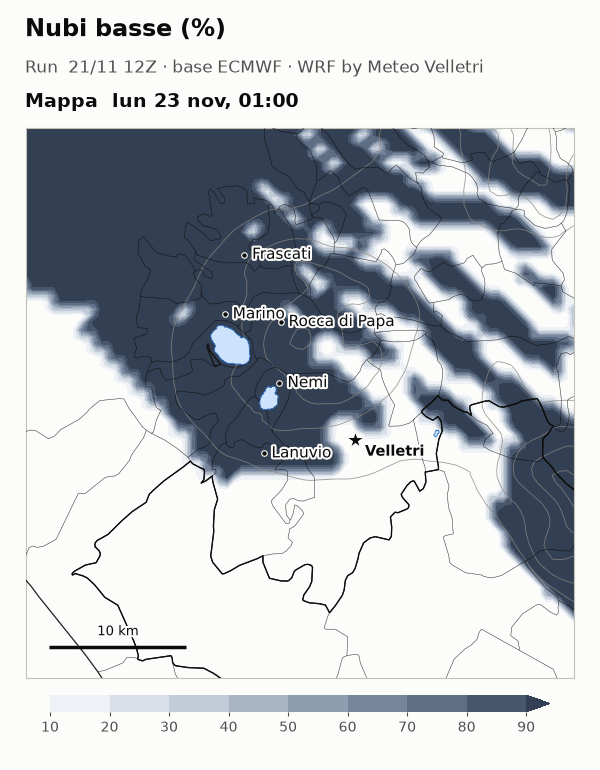 Nubi basse (%)
Run  21/11 12Z · base ECMWF · WRF by Meteo Velletri
Mappa  lun 23 nov, 01:00
Frascati
Marino
Rocca di Papa
Nemi
Lanuvio
Velletri
10 km
10 20 30 40 50 60 70 80 90